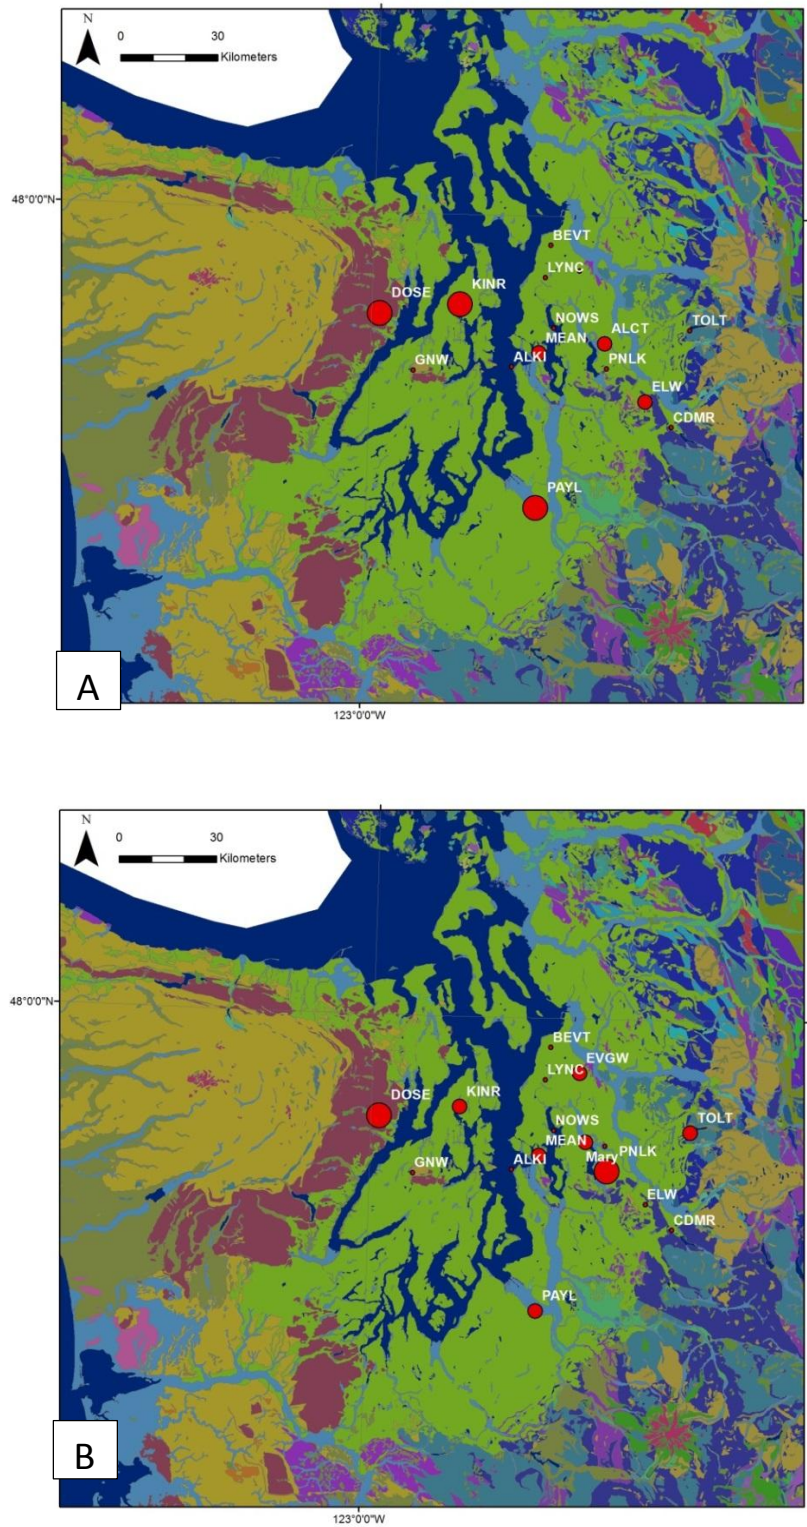 N
0 30
Kilometers
48°0'0"N
BEVT
LYNC
DOSE
KINR
NOWS
MEAN
ALCT
TOLT
GNW
ALKI
PNLK
ELW
CDMR
PAYL
A
123°0'0"W
N
0 30
Kilometers
48°0'0"N
BEVT
EVGW
LYNC
DOSE
KINR
NOWS
TOLT
MEAN
Mary
PNLK
GNW
ALKI
ELW
CDMR
PAYL
B
123°0'0"W